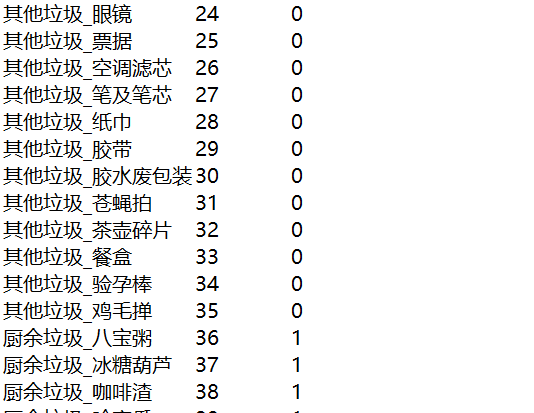 其他垃圾_眼镜 24 0
其他垃圾_票据 25 0
其他垃圾_空调滤芯 26 0
其他垃圾_笔及笔芯 27 0
其他垃圾_纸巾 28 0
其他垃圾_胶带 29 0
其他垃圾_胶水废包装 30 0
其他垃圾_苍蝇拍 31 0
其他垃圾_茶壶碎片 32 0
其他垃圾_餐盒 33 0
其他垃圾_验孕棒 34 0
其他垃圾_鸡毛掸 35 0
厨余垃圾_八宝粥 36 1
厨余垃圾_冰糖葫芦 37 1
厨余垃圾_咖啡渣 38 1